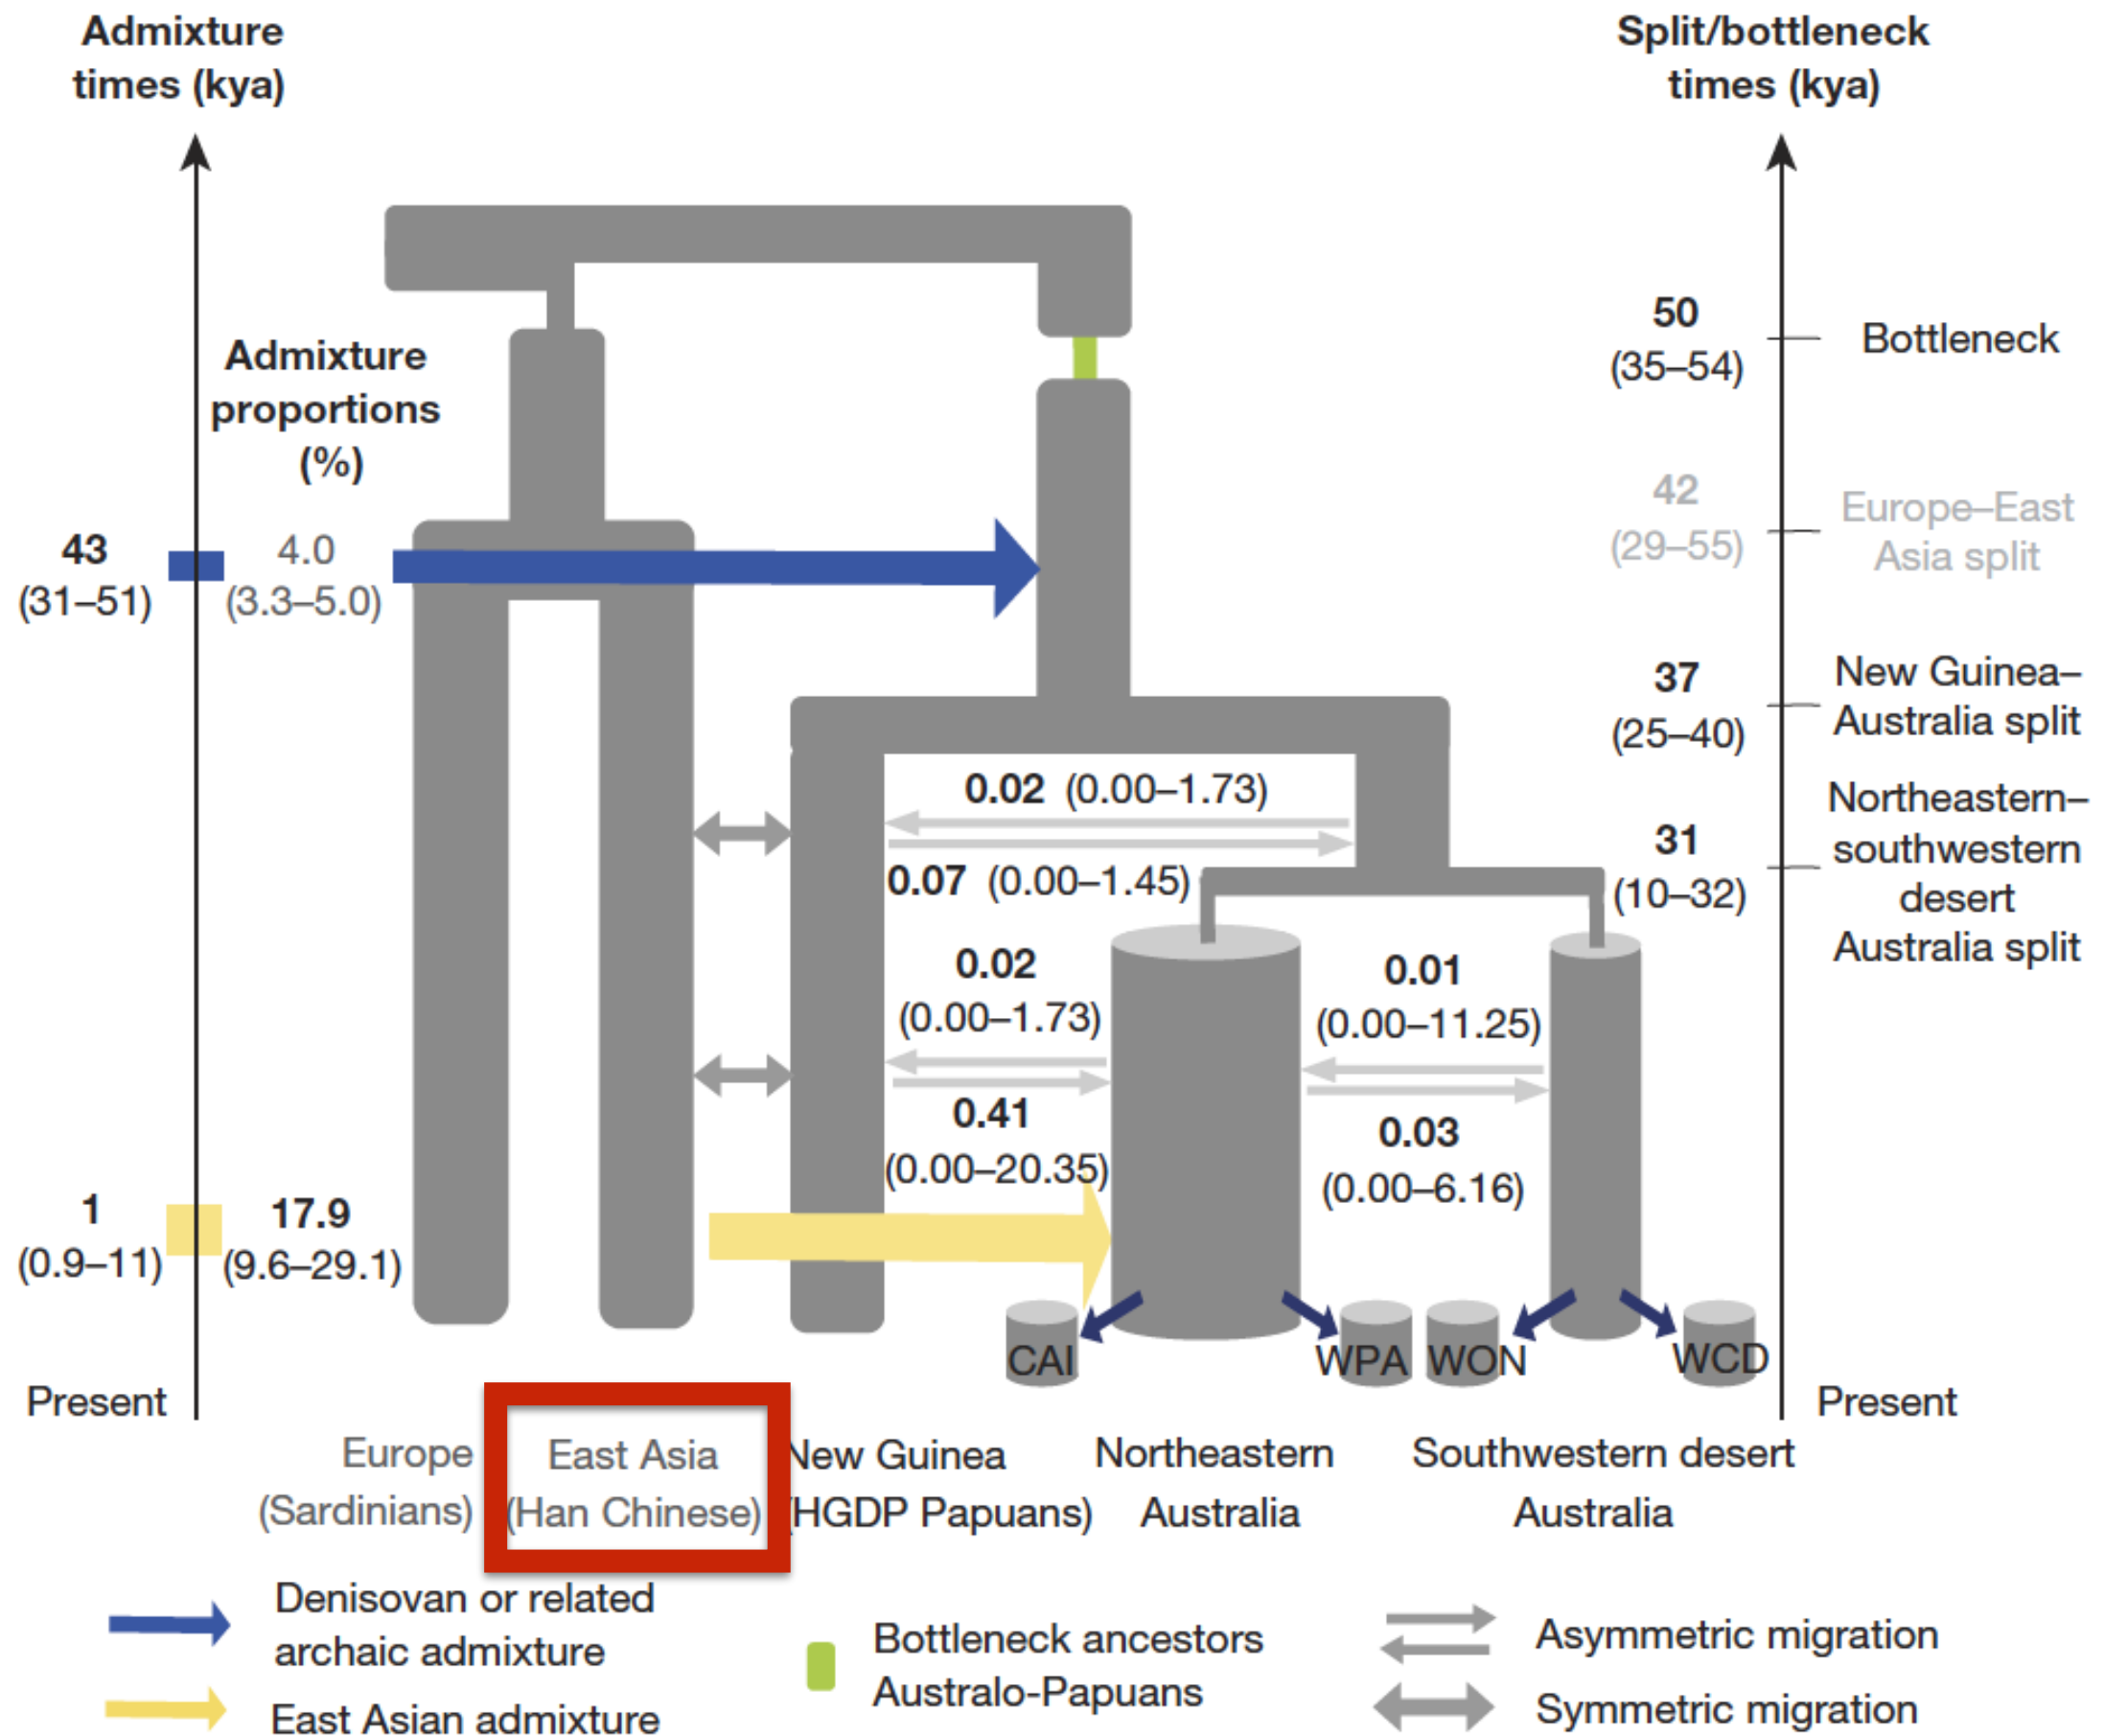 Admixture
times (kya)
Split/bottleneck
times (kya)
Admixture
proportions
(%)
50
(35–54)
Bottleneck
42
(29–55)
Europe–East
Asia split
43
(31–51)
4.0
(3.3–5.0)
37
(25–40)
New Guinea–
Australia split
0.02 (0.00–1.73)
0.07 (0.00–1.45)
31
(10–32)
Northeastern–
southwestern
desert
Australia split
0.02
(0.00–1.73)
0.41
(0.00–20.35)
0.01
(0.00–11.25)
0.03
(0.00–6.16)
1
(0.9–11)
17.9
(9.6–29.1)
CAI
WPA
WON
WCD
Present
Present
Europe
(Sardinians)
East Asia
(Han Chinese)
New Guinea
(HGDP Papuans)
Northeastern
Australia
Southwestern desert
Australia
Denisovan or related
archaic admixture
East Asian admixture
Bottleneck ancestors
Australo-Papuans
Asymmetric migration
Symmetric migration